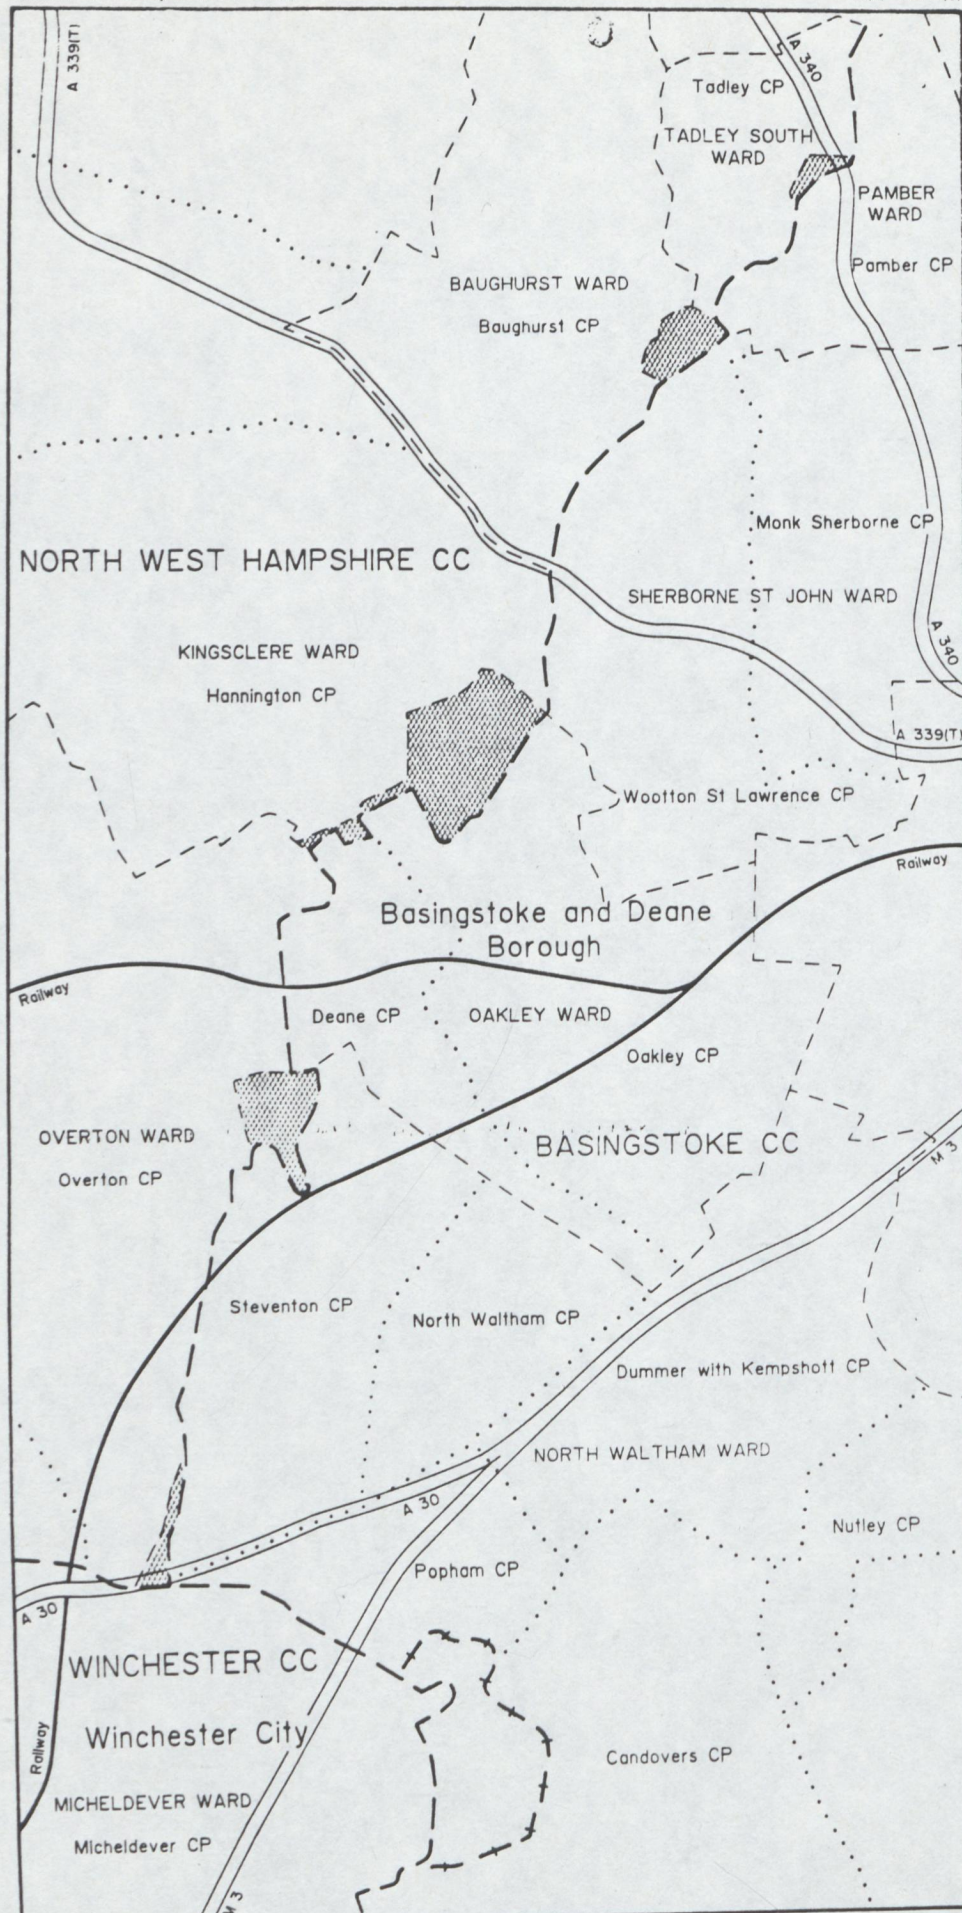 A 339(T)
A 340
Tadley CP
TADLEY SOUTH
WARD
PAMBER
WARD
Pamber CP
BAUGHURST WARD
Baughurst CP
Monk Sherborne CP
NORTH WEST HAMPSHIRE CC
SHERBORNE ST JOHN WARD
A 340
KINGSCLERE WARD
Hannington CP
A 339(T)
Wootton St Lawrence CP
Railway
Basingstoke and Deane
Borough
Railway
Deane CP
OAKLEY WARD
Oakley CP
OVERTON WARD
Overton CP
BASINGSTOKE CC
M 3
Steventon CP
North Waltham CP
Dummer with Kempshott CP
NORTH WALTHAM WARD
A 30
Nutley CP
Popham CP
A 30
WINCHESTER CC
Winchester City
Railway
Candovers CP
MICHELDEVER WARD
Micheldever CP
M 3